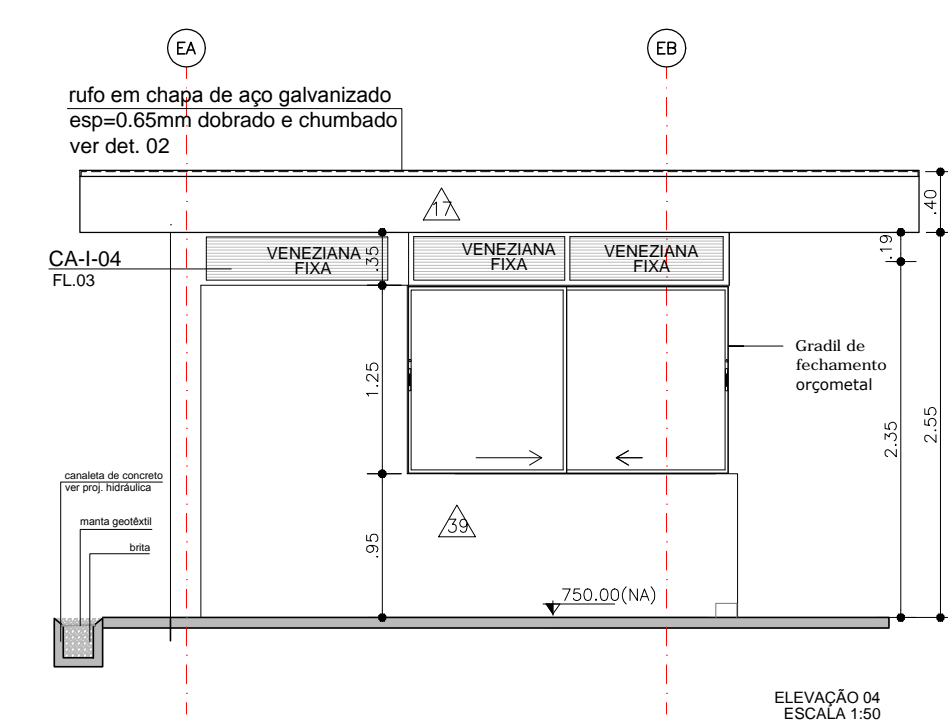 EA
EB
rufo em chapa de aço galvanizado
esp=0.65mm dobrado e chumbado
ver det. 02
17
.40
.19
CA-I-04
FL.03
VENEZIANA
FIXA
.35
VENEZIANA
FIXA
VENEZIANA
FIXA
Gradil de
fechamento
orçometal
1.25
2.35
2.55
canaleta de concreto
ver proj. hidráulica
manta geotêxtil
brita
39
.95
750.00(NA)
ELEVAÇÃO 04
ESCALA 1:50